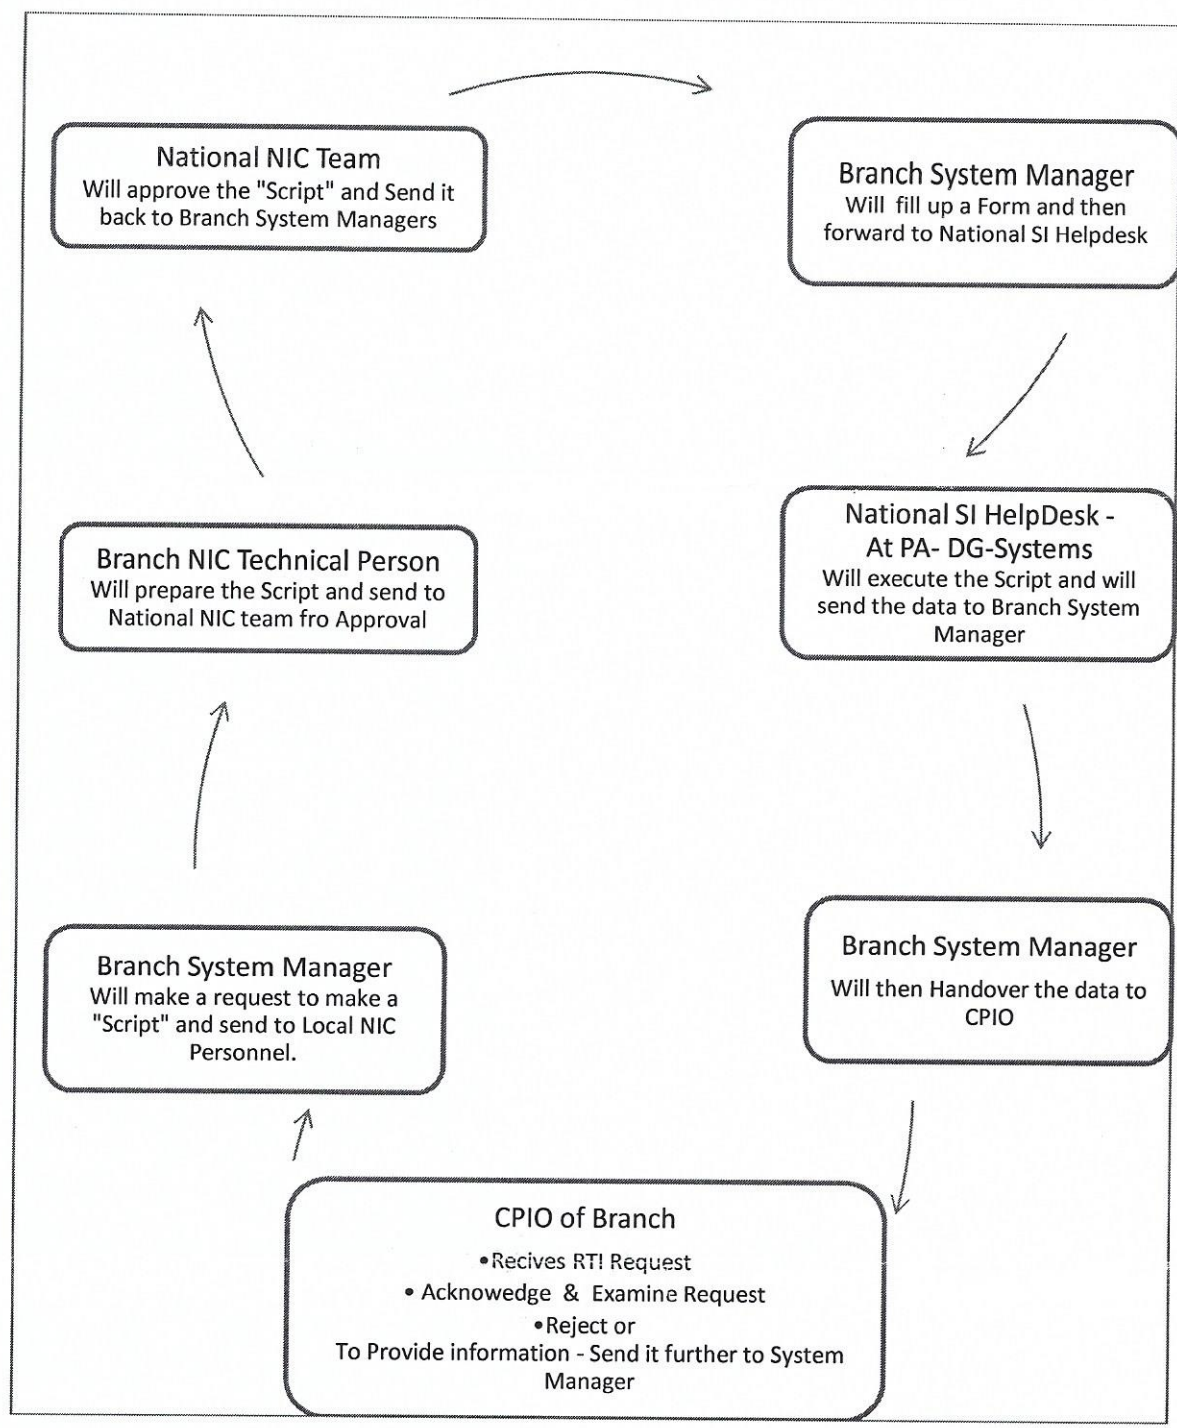 National NIC Team
Will approve the "Script" and Send it
back to Branch System Managers
Branch System Manager
Will fill up a Form and then
forward to National SI Helpdesk
National SI HelpDesk -
At PA- DG-Systems
Will execute the Script and will
send the data to Branch System
Manager
Branch NIC Technical Person
Will prepare the Script and send to
National NIC team fro Approval
Branch System Manager
Will make a request to make a
"Script" and send to Local NIC
Personnel.
Branch System Manager
Will then Handover the data to
CPIO
CPIO of Branch
•Recives RTI Request
• Acknowedge & Examine Request
•Reject or
To Provide information - Send it further to System
Manager